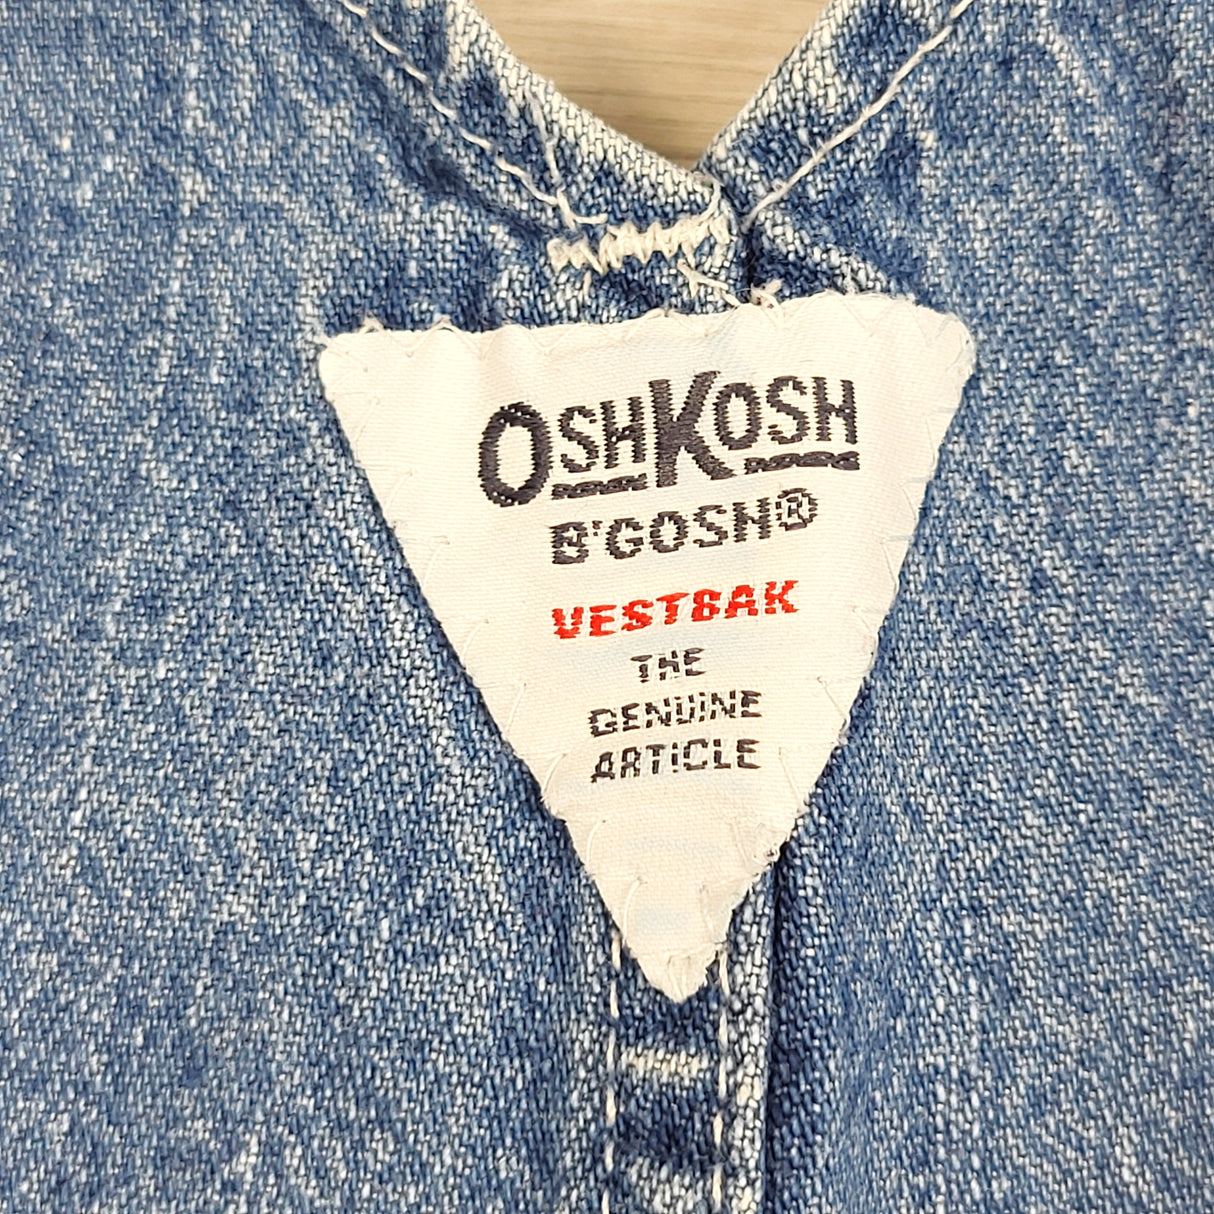 OSHKOSH
B'GOSH®
VESTBAK
THE
GENUINE
ARTICLE